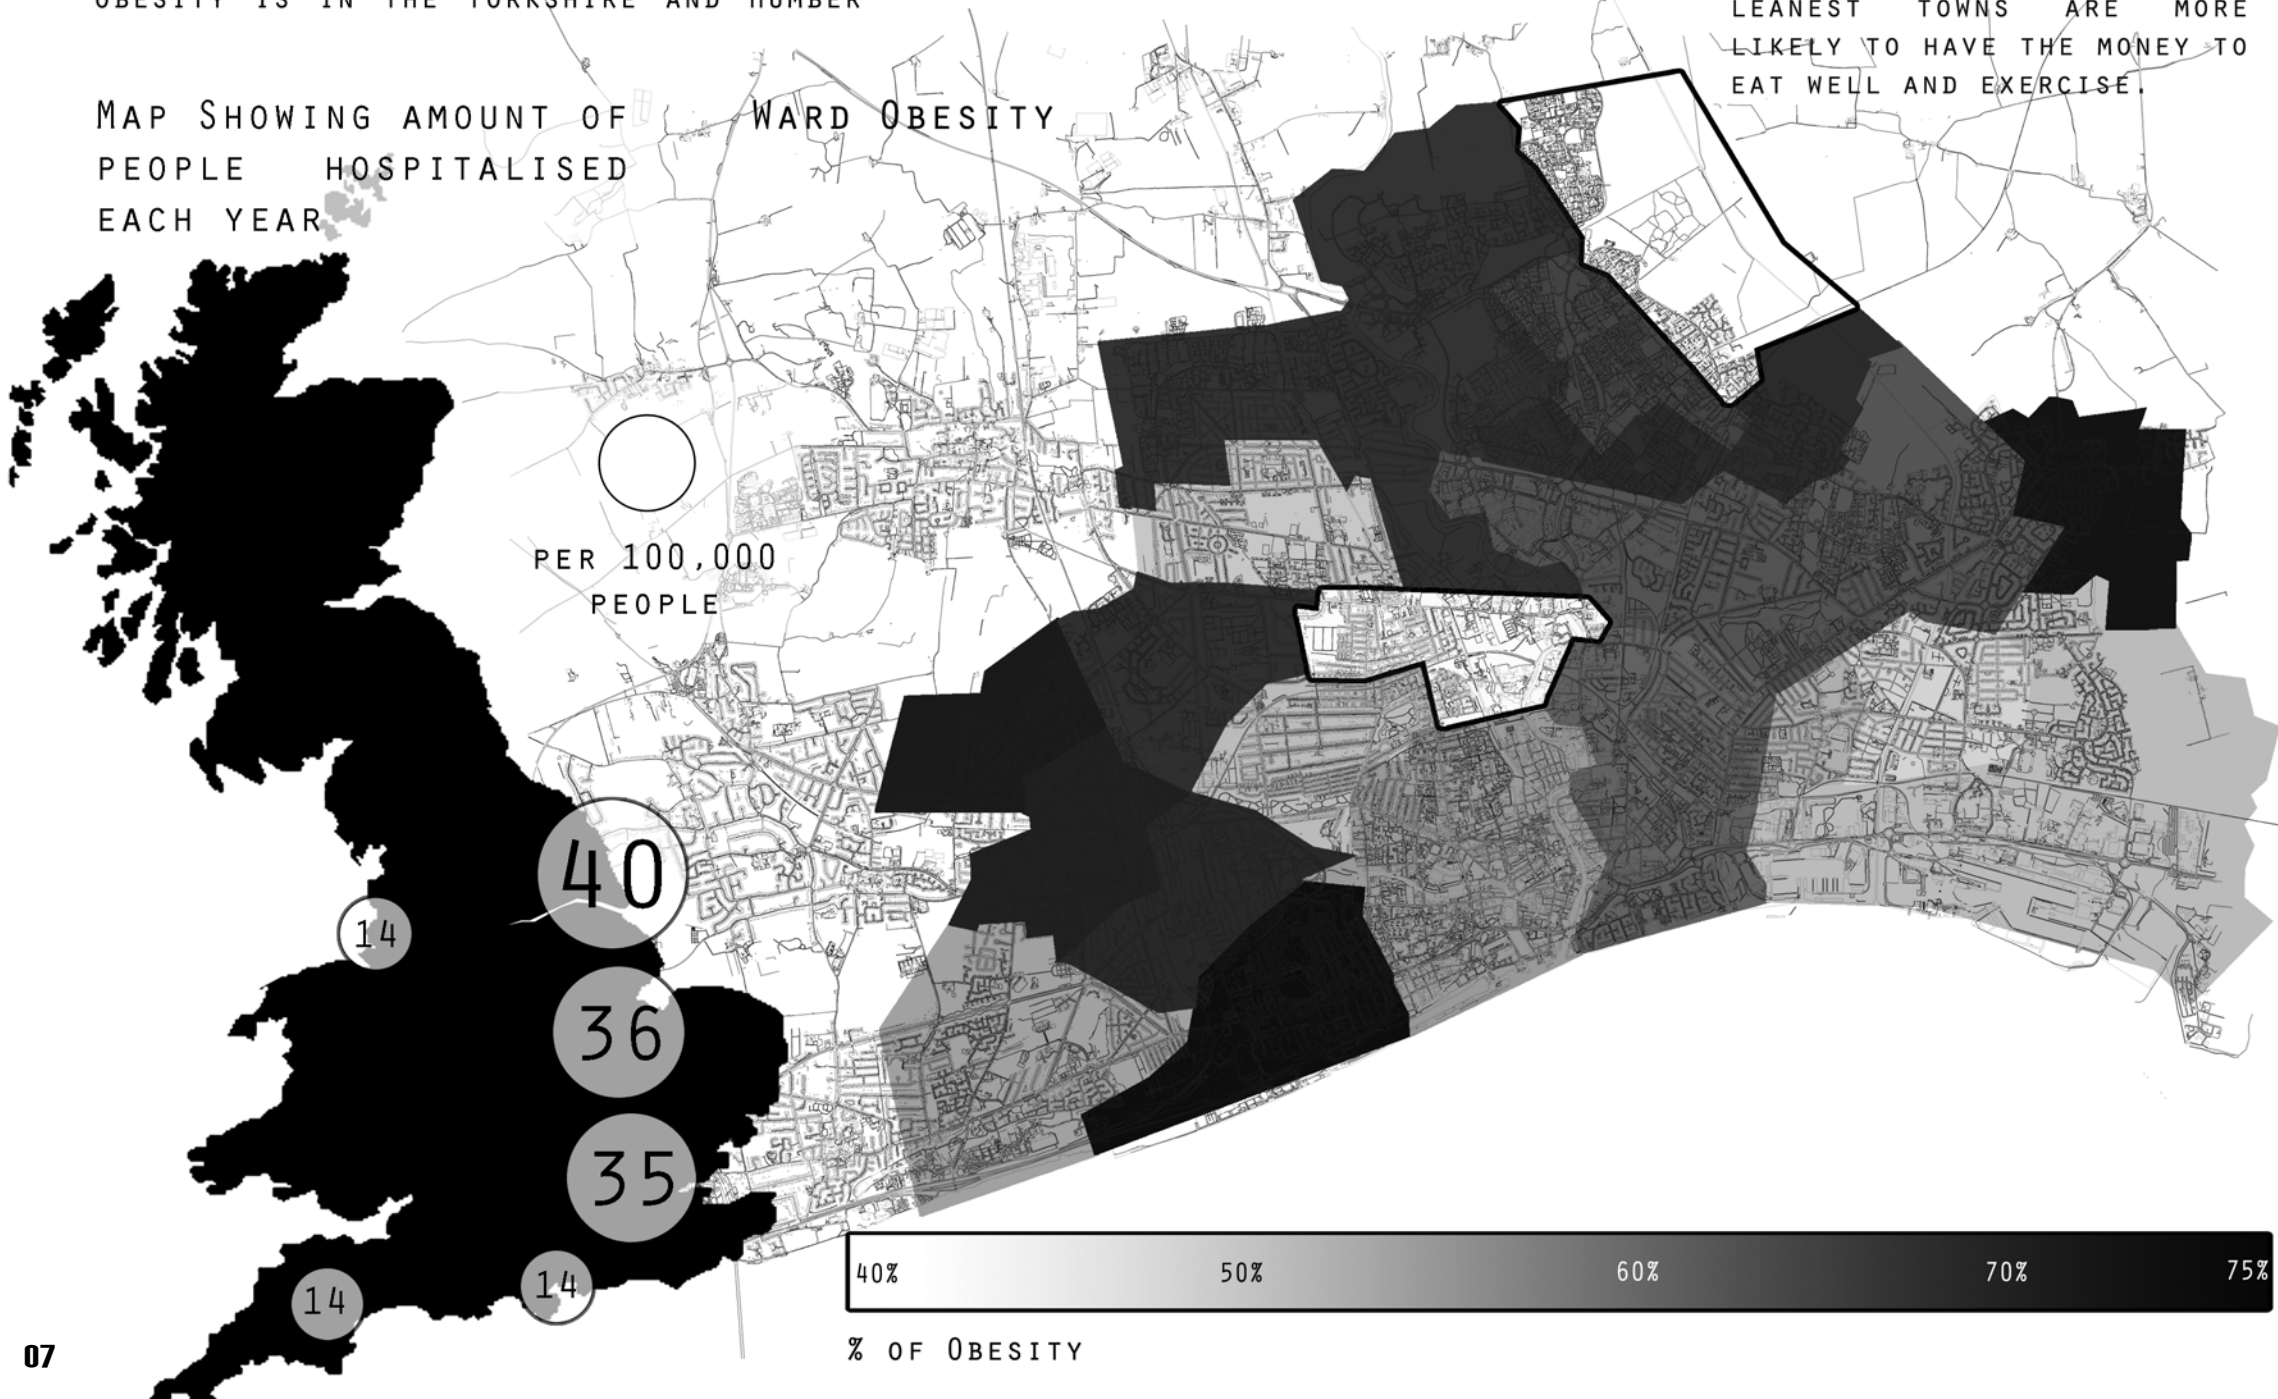 OBESITY IS IN THE YORKSHIRE AND HUMBER
LEANEST TOWNS ARE MORE
LIKELY TO HAVE THE MONEY TO
EAT WELL AND EXERCISE.
MAP SHOWING AMOUNT OF
PEOPLE HOSPITALISED
EACH YEAR
WARD OBESITY
PER 100,000
PEOPLE
40
14
36
35
14
14
40% 50% 60% 70% 75%
% OF OBESITY
07